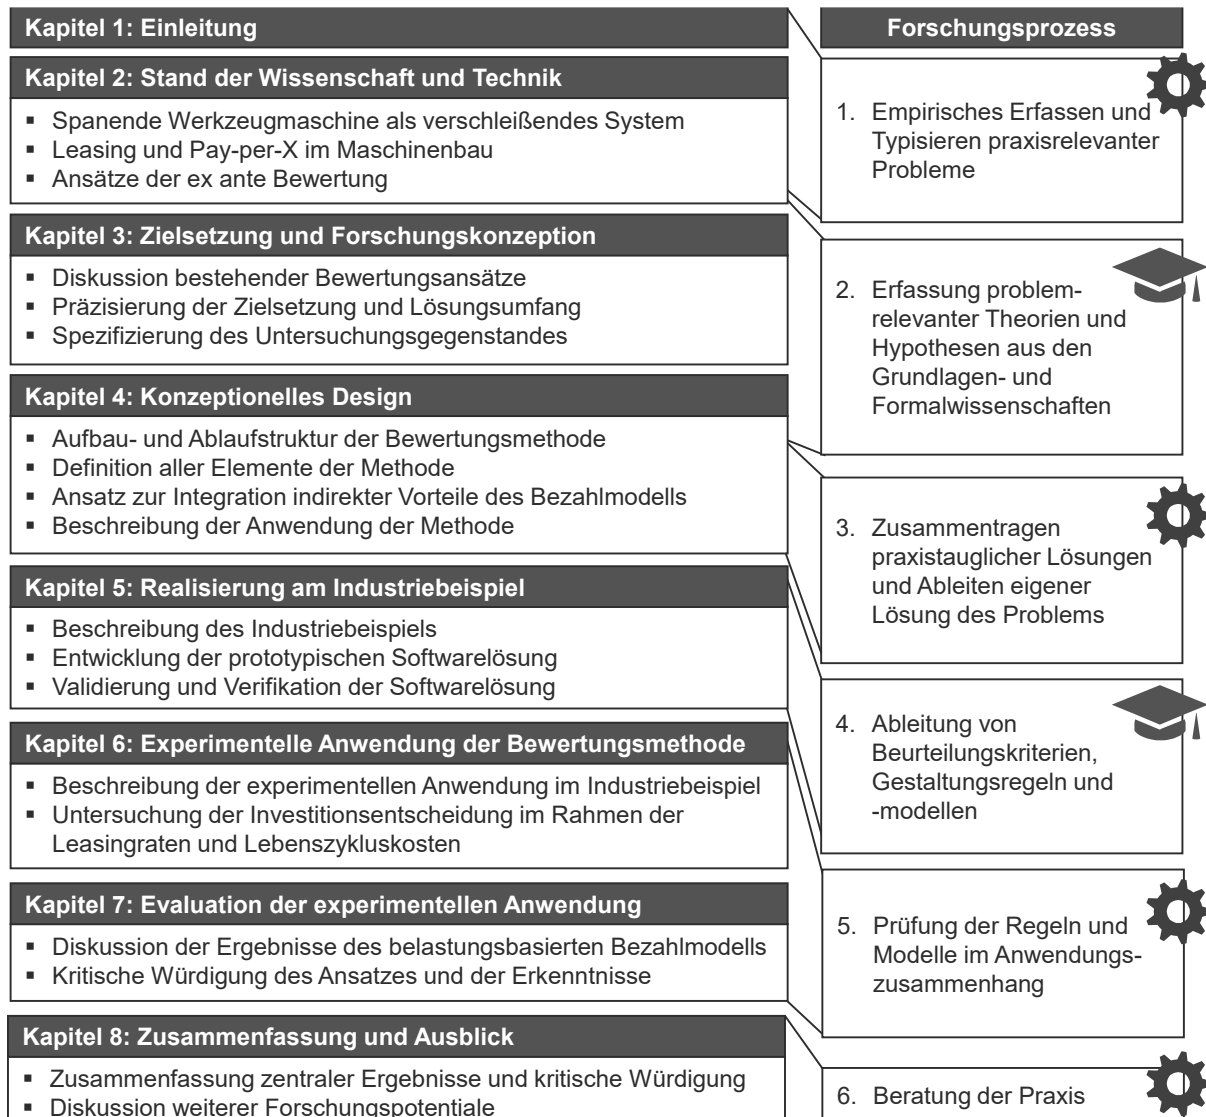 Kapitel 1: Einleitung
Kapitel 2: Stand der Wissenschaft und Technik
▪ Spanende Werkzeugmaschine als verschleißendes System
▪ Leasing und Pay-per-X im Maschinenbau
▪ Ansätze der ex ante Bewertung
Kapitel 3: Zielsetzung und Forschungskonzeption
▪ Diskussion bestehender Bewertungsansätze
▪ Präzisierung der Zielsetzung und Lösungsumfang
▪ Spezifizierung des Untersuchungsgegenstandes
Kapitel 4: Konzeptionelles Design
▪ Aufbau- und Ablaufstruktur der Bewertungsmethode
▪ Definition aller Elemente der Methode
▪ Ansatz zur Integration indirekter Vorteile des Bezahlmodells
▪ Beschreibung der Anwendung der Methode
Kapitel 5: Realisierung am Industriebeispiel
▪ Beschreibung des Industriebeispiels
▪ Entwicklung der prototypischen Softwarelösung
▪ Validierung und Verifikation der Softwarelösung
Kapitel 6: Experimentelle Anwendung der Bewertungsmethode
▪ Beschreibung der experimentellen Anwendung im Industriebeispiel
▪ Untersuchung der Investitionsentscheidung im Rahmen der
Leasingraten und Lebenszykluskosten
Kapitel 7: Evaluation der experimentellen Anwendung
▪ Diskussion der Ergebnisse des belastungsbasierten Bezahlmodells
▪ Kritische Würdigung des Ansatzes und der Erkenntnisse
Kapitel 8: Zusammenfassung und Ausblick
▪ Zusammenfassung zentraler Ergebnisse und kritische Würdigung
▪ Diskussion weiterer Forschungspotentiale
Forschungsprozess
1. Empirisches Erfassen und
Typisieren praxisrelevanter
Probleme
2. Erfassung problem-
relevanter Theorien und
Hypothesen aus den
Grundlagen- und
Formalwissenschaften
3. Zusammentragen
praxistauglicher Lösungen
und Ableiten eigener
Lösung des Problems
4. Ableitung von
Beurteilungskriterien,
Gestaltungsregeln und
-modellen
5. Prüfung der Regeln und
Modelle im Anwendungs-
zusammenhang
6. Beratung der Praxis